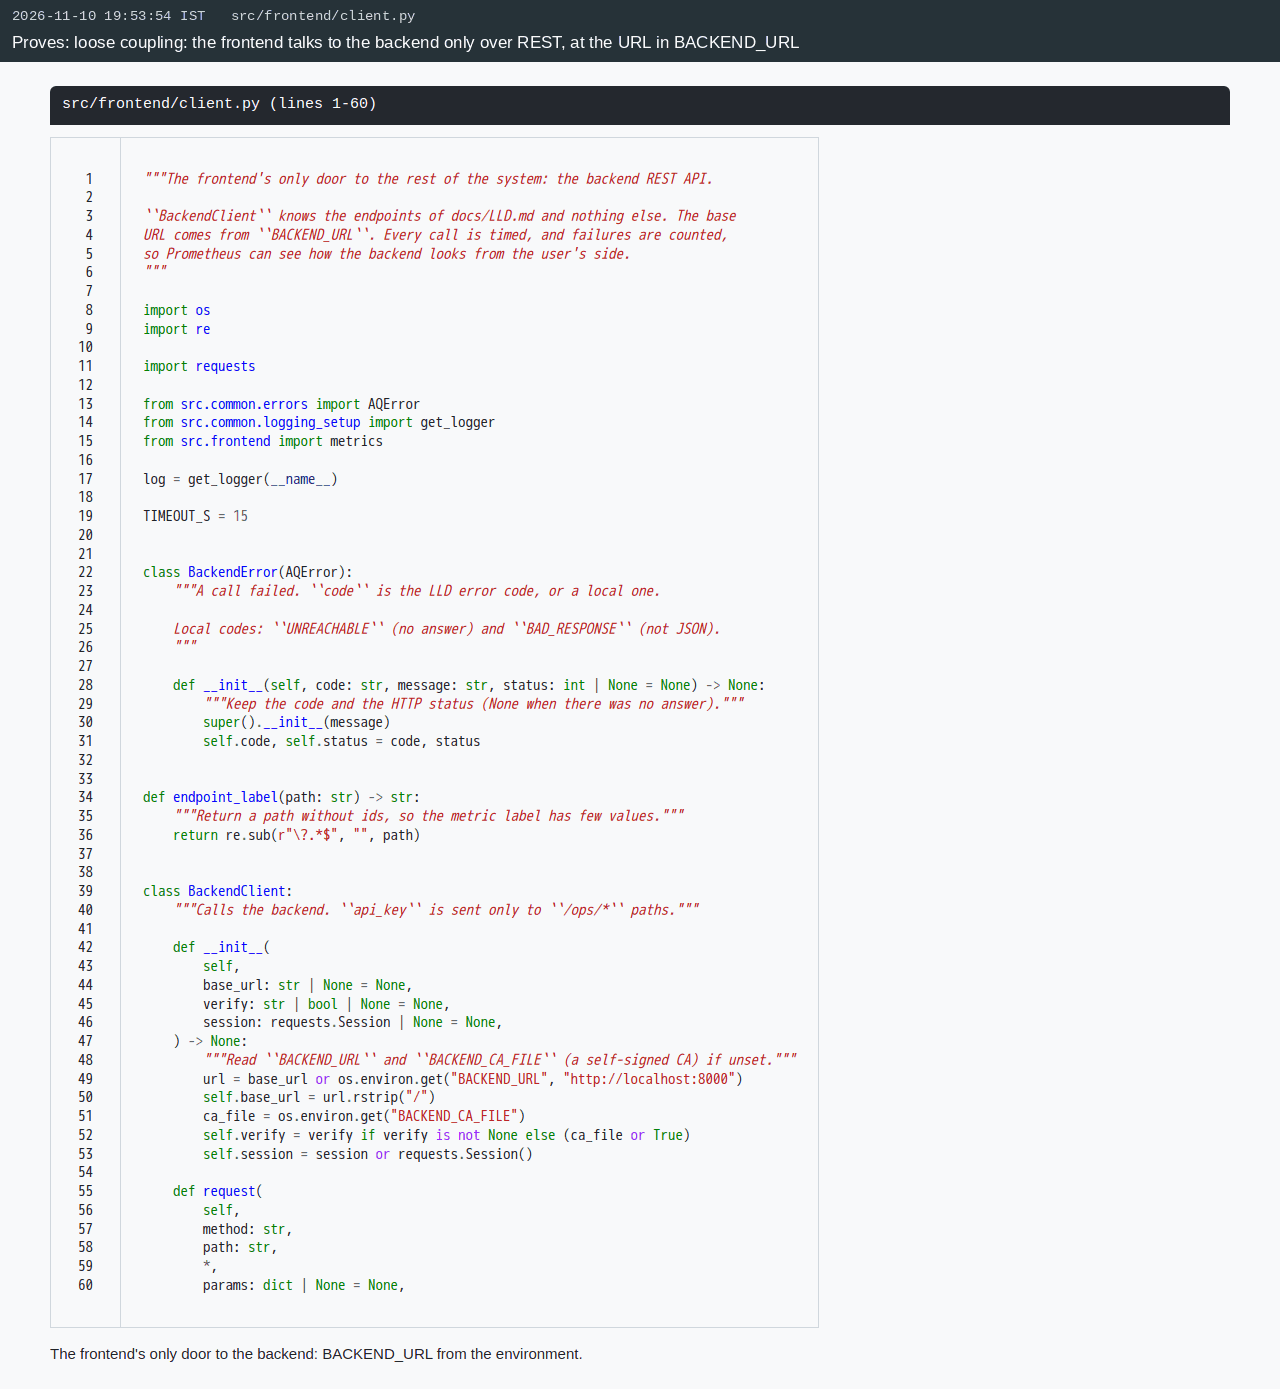 2026-11-10 19:53:54 IST   src/frontend/client.py
Proves: loose coupling: the frontend talks to the backend only over REST, at the URL in BACKEND_URL
src/frontend/client.py (lines 1-60)
1 """The frontend's only door to the rest of the system: the backend REST API.
2
3 ``BackendClient`` knows the endpoints of docs/LLD.md and nothing else. The base
4 URL comes from ``BACKEND_URL``. Every call is timed, and failures are counted,
5 so Prometheus can see how the backend looks from the user's side.
6 """
7
8 import os
9 import re
10
11 import requests
12
13 from src.common.errors import AQError
14 from src.common.logging_setup import get_logger
15 from src.frontend import metrics
16
17 log = get_logger(__name__)
18
19 TIMEOUT_S = 15
20
21
22 class BackendError(AQError):
23     """A call failed. ``code`` is the LLD error code, or a local one.
24
25     Local codes: ``UNREACHABLE`` (no answer) and ``BAD_RESPONSE`` (not JSON).
26     """
27
28     def __init__(self, code: str, message: str, status: int | None = None) -> None:
29         """Keep the code and the HTTP status (None when there was no answer)."""
30         super().__init__(message)
31         self.code, self.status = code, status
32
33
34 def endpoint_label(path: str) -> str:
35     """Return a path without ids, so the metric label has few values."""
36     return re.sub(r"\?.*$", "", path)
37
38
39 class BackendClient:
40     """Calls the backend. ``api_key`` is sent only to ``/ops/*`` paths."""
41
42     def __init__(
43         self,
44         base_url: str | None = None,
45         verify: str | bool | None = None,
46         session: requests.Session | None = None,
47     ) -> None:
48         """Read ``BACKEND_URL`` and ``BACKEND_CA_FILE`` (a self-signed CA) if unset."""
49         url = base_url or os.environ.get("BACKEND_URL", "http://localhost:8000")
50         self.base_url = url.rstrip("/")
51         ca_file = os.environ.get("BACKEND_CA_FILE")
52         self.verify = verify if verify is not None else (ca_file or True)
53         self.session = session or requests.Session()
54
55     def request(
56         self,
57         method: str,
58         path: str,
59         *,
60         params: dict | None = None,
The frontend's only door to the backend: BACKEND_URL from the environment.